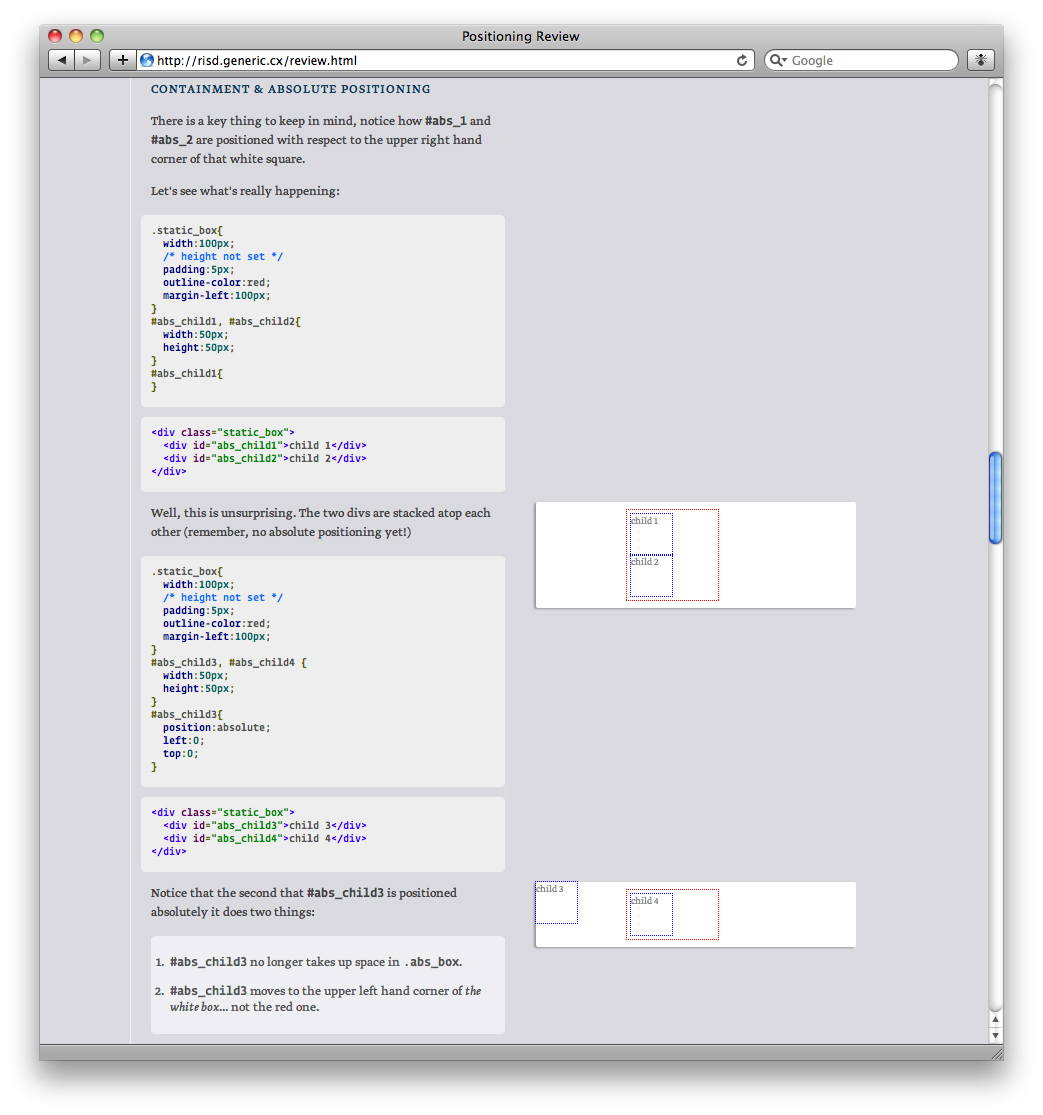 Positioning Review
http://risd.generic.cx/review.html
Google
CONTAINMENT & ABSOLUTE POSITIONING
There is a key thing to keep in mind, notice how #abs_1 and
#abs_2 are positioned with respect to the upper right hand
corner of that white square.
Let's see what's really happening:
.static_box{
  width:100px;
  /* height not set */
  padding:5px;
  outline-color:red;
  margin-left:100px;
}
#abs_child1, #abs_child2{
  width:50px;
  height:50px;
}
#abs_child1{
}
<div class="static_box">
  <div id="abs_child1">child 1</div>
  <div id="abs_child2">child 2</div>
</div>
Well, this is unsurprising. The two divs are stacked atop each
other (remember, no absolute positioning yet!)
child 1
child 2
.static_box{
  width:100px;
  /* height not set */
  padding:5px;
  outline-color:red;
  margin-left:100px;
}
#abs_child3, #abs_child4 {
  width:50px;
  height:50px;
}
#abs_child3{
  position:absolute;
  left:0;
  top:0;
}
<div class="static_box">
  <div id="abs_child3">child 3</div>
  <div id="abs_child4">child 4</div>
</div>
Notice that the second that #abs_child3 is positioned
absolutely it does two things:
child 3
child 4
1. #abs_child3 no longer takes up space in .abs_box.
2. #abs_child3 moves to the upper left hand corner of the
white box... not the red one.